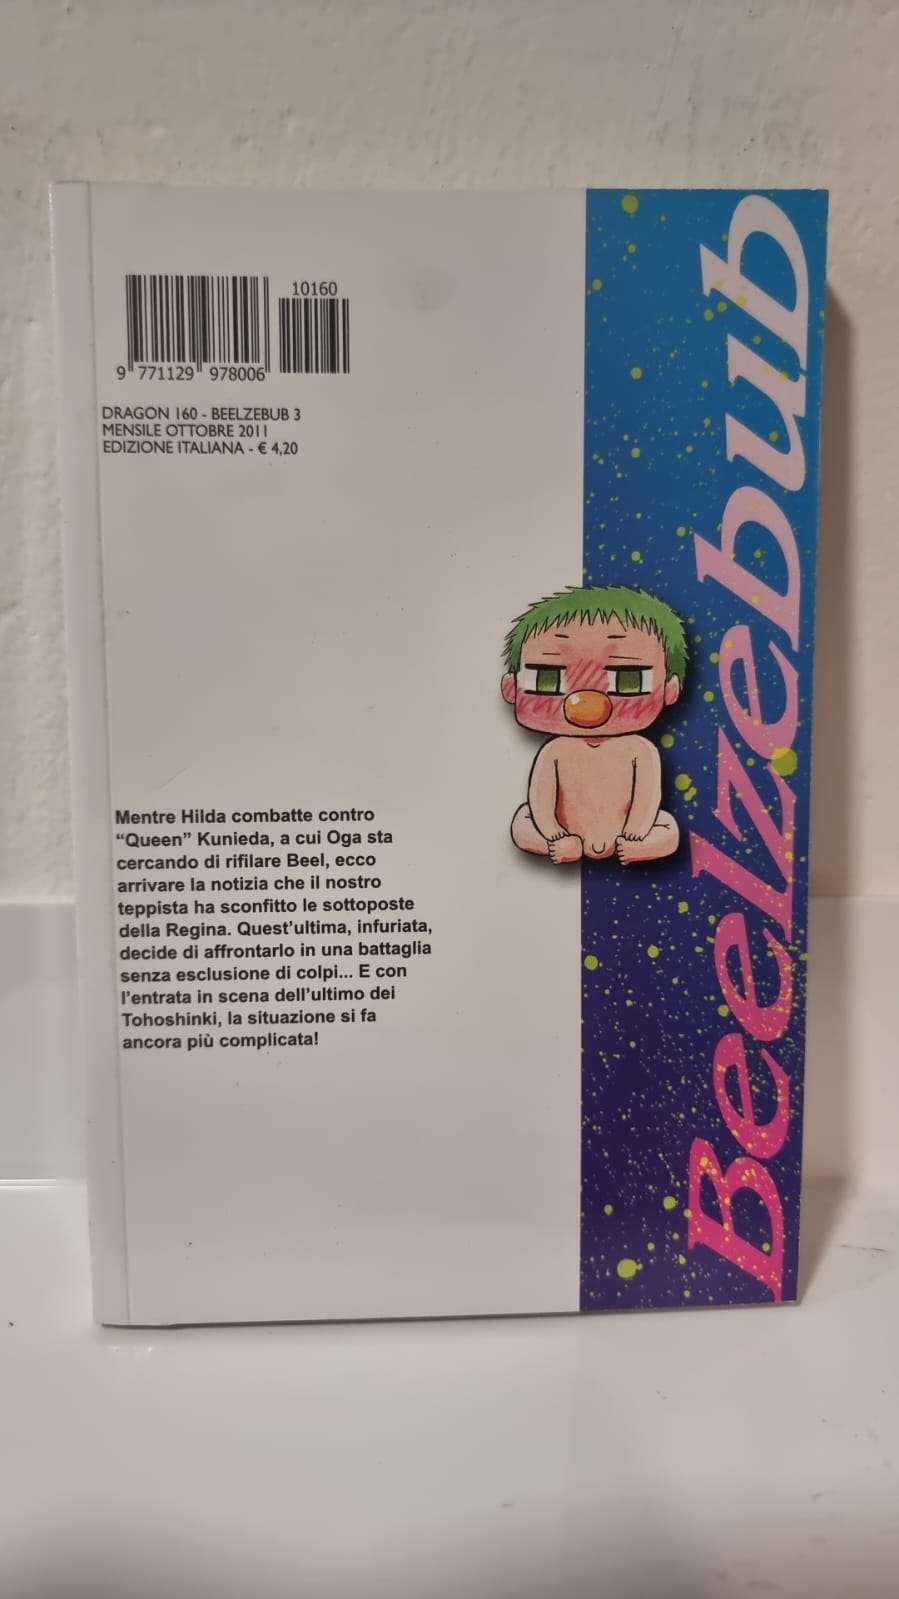 10160
9 771129 978006
DRAGON 160 - BEELZEBUB 3
MENSILE OTTOBRE 2011
EDIZIONE ITALIANA - € 4,20
Mentre Hilda combatte contro
“Queen” Kunieda, a cui Oga sta
cercando di rifilare Beel, ecco
arrivare la notizia che il nostro
teppista ha sconfitto le sottoposte
della Regina. Quest’ultima, infuriata,
decide di affrontarlo in una battaglia
senza esclusione di colpi... E con
l’entrata in scena dell’ultimo dei
Tohoshinki, la situazione si fa
ancora più complicata!
Beelzebub